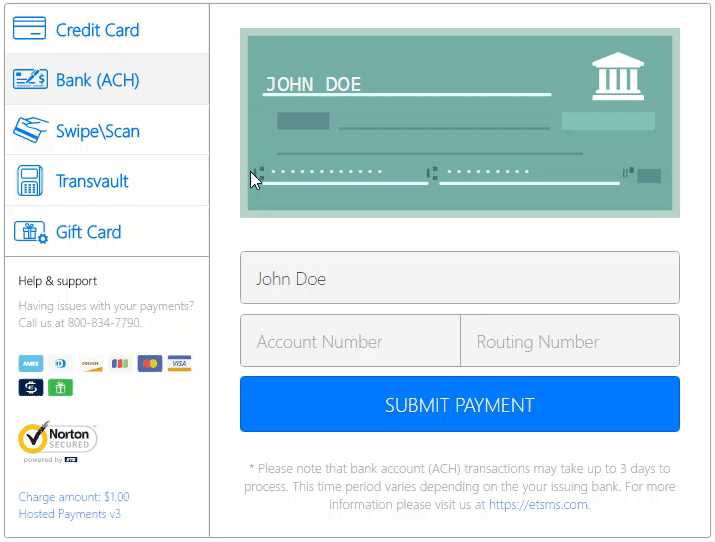 Credit Card
Bank (ACH)
Swipe\Scan
Transvault
Gift Card
Help & support
Having issues with your payments?
Call us at 800-834-7790.
AMEX
DISCOVER
VISA
Norton
SECURED
powered by ETS
Charge amount: $1.00
Hosted Payments v3
JOHN DOE
John Doe
Account Number
Routing Number
SUBMIT PAYMENT
* Please note that bank account (ACH) transactions may take up to 3 days to
process. This time period varies depending on the your issuing bank. For more
information please visit us at https://etsms.com.